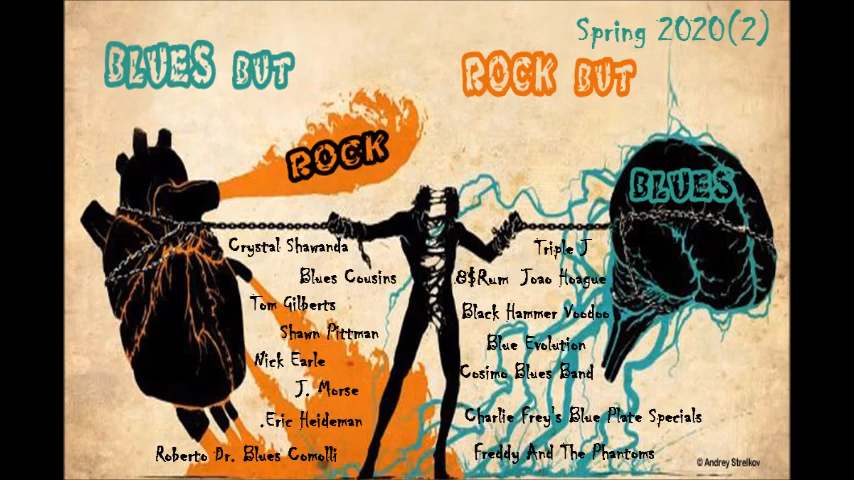 Spring 2020(2)
BLUES BUT
ROCK BUT
ROCK
BLUES
Crystal Shawanda
Blues Cousins
Tom Gilberts
Shawn Pittman
Nick Earle
J. Morse
.Eric Heideman
Roberto Dr. Blues Comolli
Triple J
8$Rum Joao Hoague
Black Hammer Voodoo
Blue Evolution
Cosimo Blues Band
Charlie Frey's Blue Plate Specials
Freddy And The Phantoms
© Andrey Strelkov